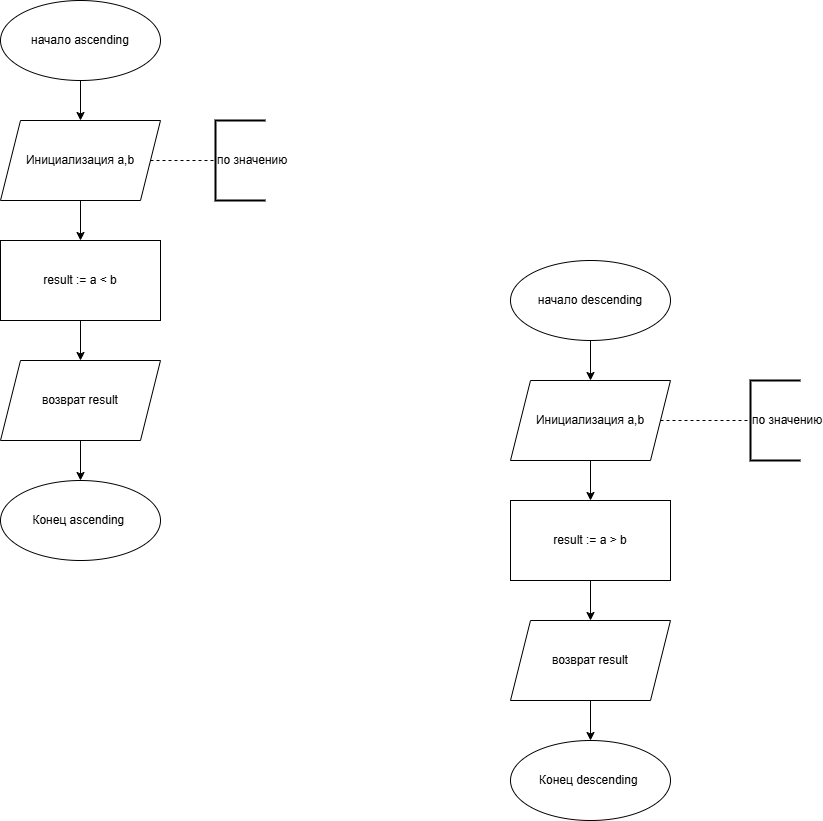 начало ascending
Инициализация a,b
по значению
result := a < b
возврат result
Конец ascending
начало descending
Инициализация a,b
по значению
result := a > b
возврат result
Конец descending